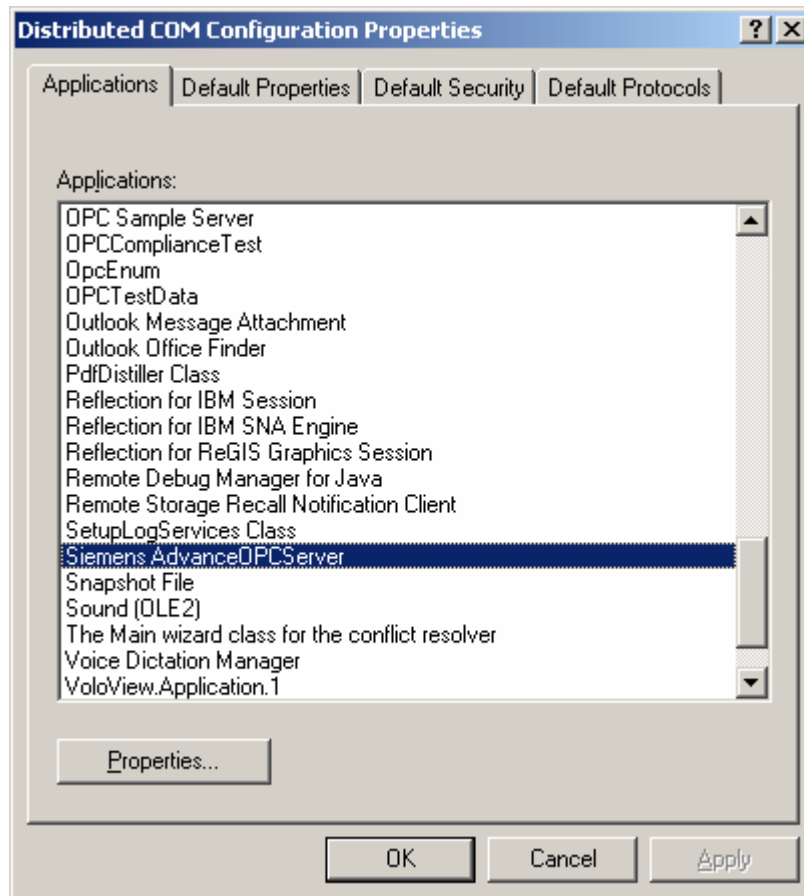 Distributed COM Configuration Properties
Applications
Default Properties
Default Security
Default Protocols
Applications:
OPC Sample Server
OPCComplianceTest
OpcEnum
OPCTestData
Outlook Message Attachment
Outlook Office Finder
PdfDistiller Class
Reflection for IBM Session
Reflection for IBM SNA Engine
Reflection for ReGIS Graphics Session
Remote Debug Manager for Java
Remote Storage Recall Notification Client
SetupLogServices Class
Siemens AdvanceOPCServer
Snapshot File
Sound (OLE2)
The Main wizard class for the conflict resolver
Voice Dictation Manager
VoloView.Application.1
Properties...
OK
Cancel
Apply